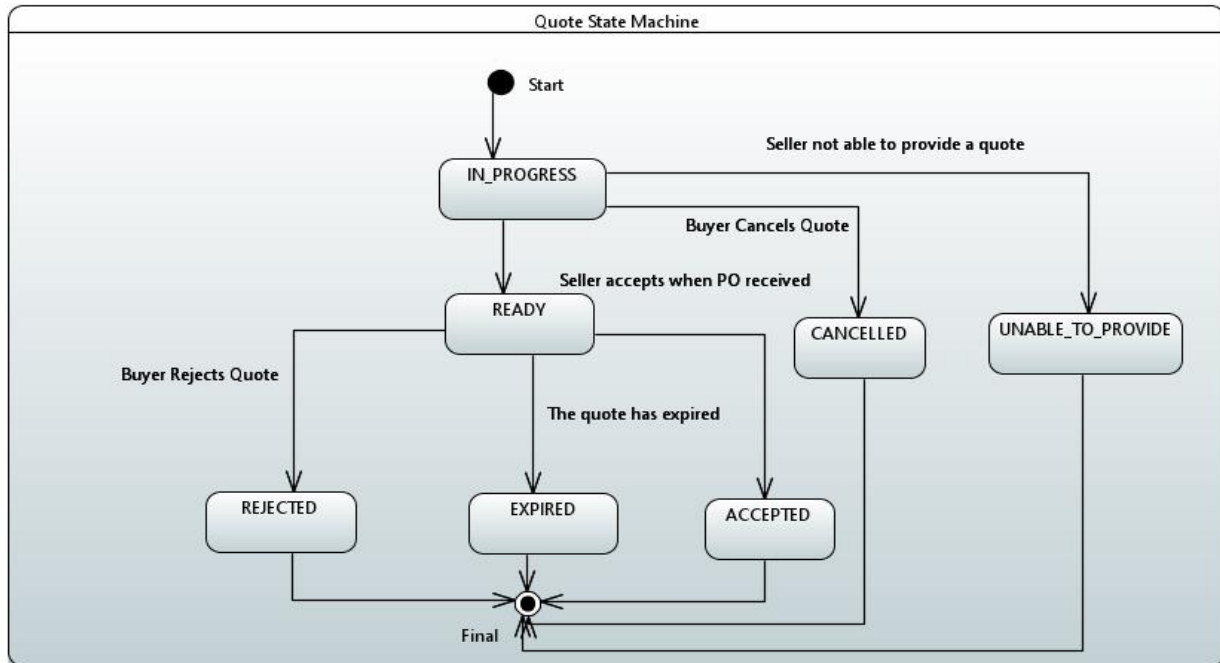 Quote State Machine
Start
Seller not able to provide a quote
IN_PROGRESS
Buyer Cancels Quote
Seller accepts when PO received
READY
CANCELLED
UNABLE_TO_PROVIDE
Buyer Rejects Quote
The quote has expired
REJECTED
EXPIRED
ACCEPTED
Final